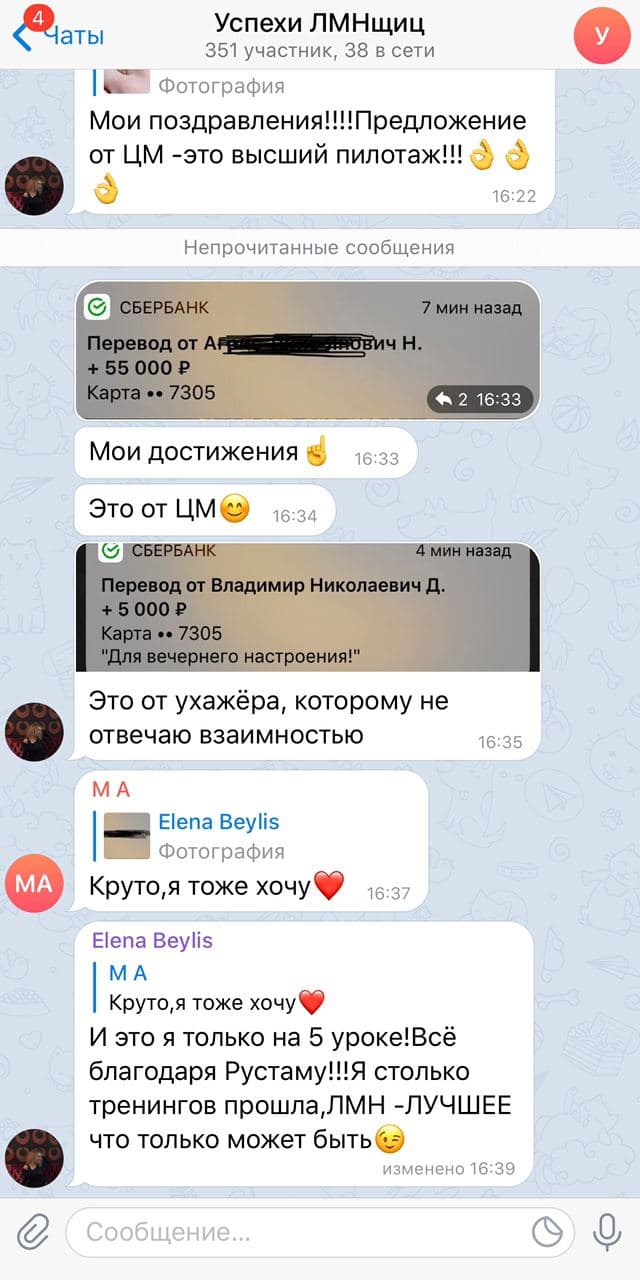 4
Чаты
Успехи ЛМНщиц
351 участник, 38 в сети
У
Фотография
Мои поздравления!!!!Предложение
от ЦМ -это высший пилотаж!!!👌👌
👌
16:22
Непрочитанные сообщения
СБЕРБАНК 7 мин назад
Перевод от Н.
+ 55 000 ₽
Карта •• 7305
2 16:33
Мои достижения☝️ 16:33
Это от ЦМ😊 16:34
СБЕРБАНК 4 мин назад
Перевод от Владимир Николаевич Д.
+ 5 000 ₽
Карта •• 7305
"Для вечернего настроения!"
Это от ухажёра, которому не
отвечаю взаимностью
16:35
М А
Elena Beylis
Фотография
МА
Круто,я тоже хочу❤️ 16:37
Elena Beylis
М А
Круто,я тоже хочу❤️
И это я только на 5 уроке!Всё
благодаря Рустаму!!!Я столько
тренингов прошла,ЛМН -ЛУЧШЕЕ
что только может быть😉
изменено 16:39
Сообщение...